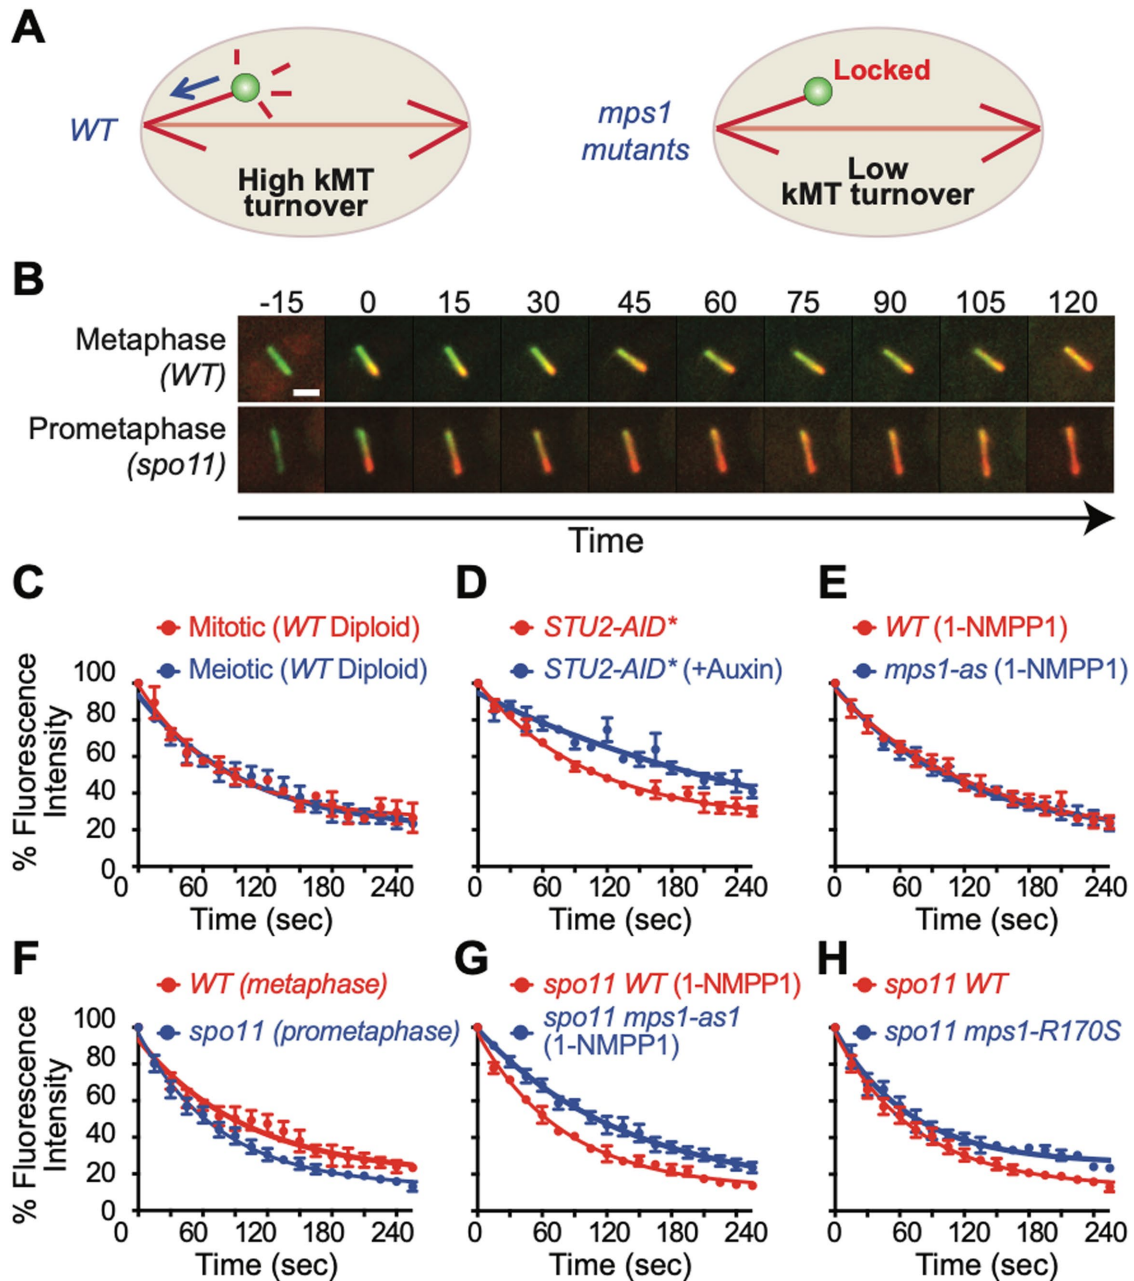 A
WT
High kMT
turnover
mps1
mutants
Locked
Low
kMT turnover
B
-15 0 15 30 45 60 75 90 105 120
Metaphase
(WT)
Prometaphase
(spo11)
Time
C
Mitotic (WT Diploid)
Meiotic (WT Diploid)
% Fluorescence
Intensity
100
80
60
40
20
0
0 60 120 180 240
Time (sec)
D
STU2-AID*
STU2-AID* (+Auxin)
0 60 120 180 240
Time (sec)
E
WT (1-NMPP1)
mps1-as (1-NMPP1)
0 60 120 180 240
Time (sec)
F
WT (metaphase)
spo11 (prometaphase)
% Fluorescence
Intensity
100
80
60
40
20
0
0 60 120 180 240
Time (sec)
G
spo11 WT (1-NMPP1)
spo11 mps1-as1
(1-NMPP1)
0 60 120 180 240
Time (sec)
H
spo11 WT
spo11 mps1-R170S
0 60 120 180 240
Time (sec)